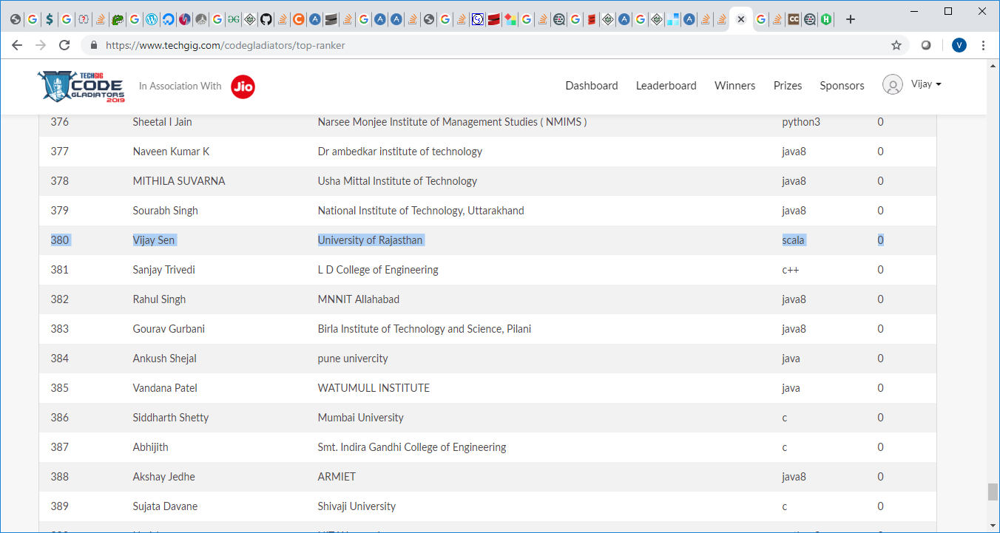 https://www.techgig.com/codegladiators/top-ranker
V
TECHGIG
CODE
GLADIATORS
2019
In Association With
Jio
Dashboard Leaderboard Winners Prizes Sponsors Vijay
376 Sheetal I Jain Narsee Monjee Institute of Management Studies ( NMIMS ) python3 0
377 Naveen Kumar K Dr ambedkar institute of technology java8 0
378 MITHILA SUVARNA Usha Mittal Institute of Technology java8 0
379 Sourabh Singh National Institute of Technology, Uttarakhand java8 0
380 Vijay Sen University of Rajasthan scala 0
381 Sanjay Trivedi L D College of Engineering c++ 0
382 Rahul Singh MNNIT Allahabad java8 0
383 Gourav Gurbani Birla Institute of Technology and Science, Pilani java8 0
384 Ankush Shejal pune univercity java 0
385 Vandana Patel WATUMULL INSTITUTE java 0
386 Siddharth Shetty Mumbai University c 0
387 Abhijith Smt. Indira Gandhi College of Engineering c 0
388 Akshay Jedhe ARMIET java8 0
389 Sujata Davane Shivaji University c 0